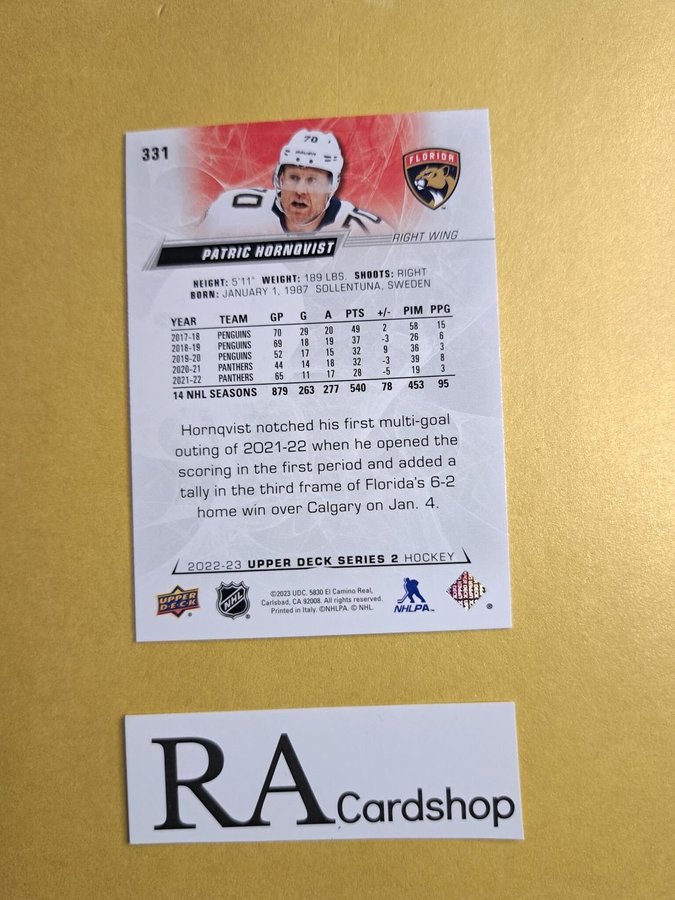 331
70
BAUER
70
70
FLORIDA
PATRIC HORNQVIST
RIGHT WING
HEIGHT: 5'11" WEIGHT: 189 LBS. SHOOTS: RIGHT
BORN: JANUARY 1, 1987 SOLLENTUNA, SWEDEN
YEAR TEAM GP G A PTS +/- PIM PPG
2017-18 PENGUINS 70 29 20 49 2 58 15
2018-19 PENGUINS 69 18 19 37 -3 26 6
2019-20 PENGUINS 52 17 15 32 9 36 3
2020-21 PANTHERS 44 14 18 32 -3 39 8
2021-22 PANTHERS 65 11 17 28 -5 19 3
14 NHL SEASONS 879 263 277 540 78 453 95
Hornqvist notched his first multi-goal
outing of 2021-22 when he opened the
scoring in the first period and added a
tally in the third frame of Florida's 6-2
home win over Calgary on Jan. 4.
2022-23 UPPER DECK SERIES 2 HOCKEY
UPPER DECK
NHL
©2023 UDC. 5830 El Camino Real,
Carlsbad, CA 92008. All rights reserved.
Printed in Italy. ©NHLPA. © NHL.
NHLPA
RA Cardshop